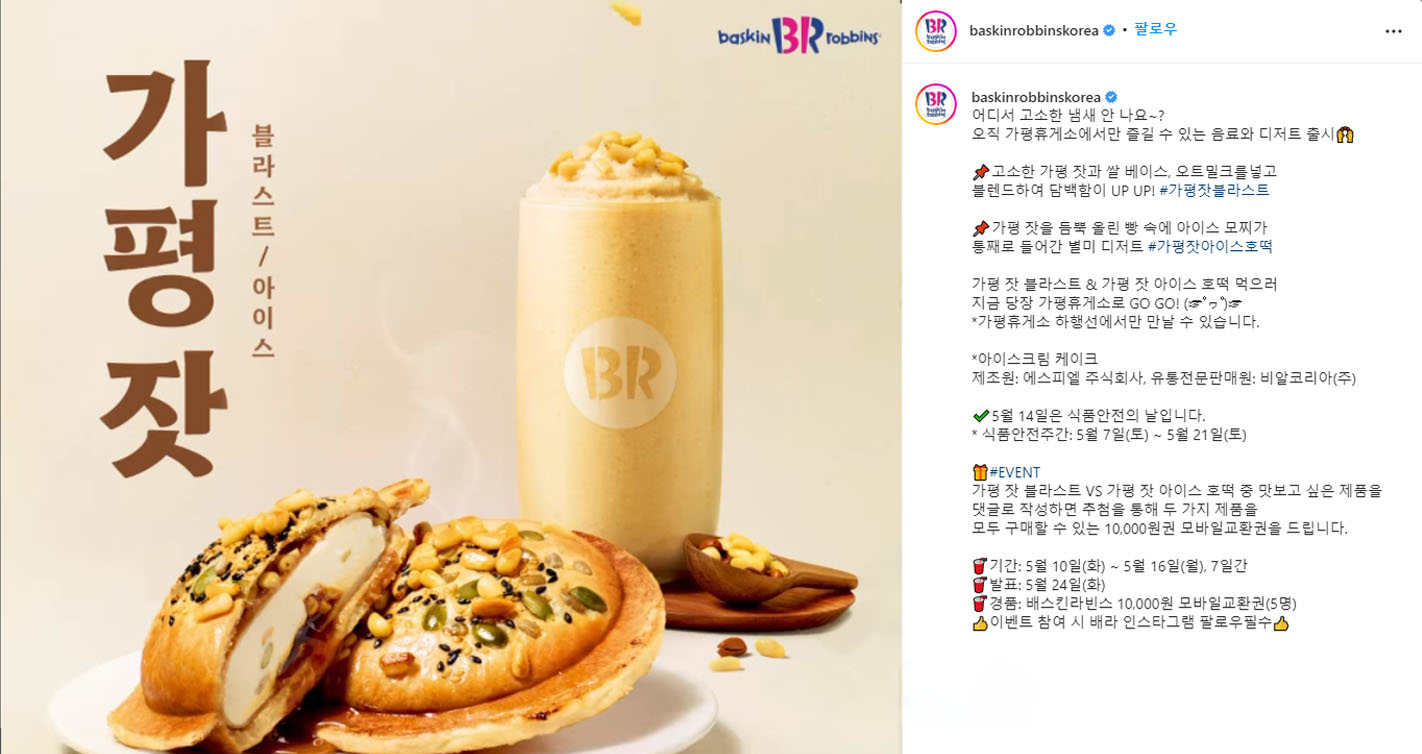 baskin BR robbins
가평잣
블라스트/아이스
BR
baskinrobbinskorea • 팔로우
baskinrobbinskorea
어디서 고소한 냄새 안 나요~?
오직 가평휴게소에서만 즐길 수 있는 음료와 디저트 출시
고소한 가평 잣과 쌀 베이스, 오트밀크를넣고
블렌드하여 담백함이 UP UP! #가평잣블라스트
가평 잣을 듬뿍 올린 빵 속에 아이스 모찌가
통째로 들어간 별미 디저트 #가평잣아이스호떡
가평 잣 블라스트 & 가평 잣 아이스 호떡 먹으러
지금 당장 가평휴게소로 GO GO! (☞ﾟヮﾟ)☞
*가평휴게소 하행선에서만 만날 수 있습니다.
*아이스크림 케이크
제조원: 에스피엘 주식회사, 유통전문판매원: 비알코리아(주)
✔5월 14일은 식품안전의 날입니다.
* 식품안전주간: 5월 7일(토) ~ 5월 21일(토)
#EVENT
가평 잣 블라스트 VS 가평 잣 아이스 호떡 중 맛보고 싶은 제품을
댓글로 작성하면 추첨을 통해 두 가지 제품을
모두 구매할 수 있는 10,000원권 모바일교환권을 드립니다.
기간: 5월 10일(화) ~ 5월 16일(월), 7일간
발표: 5월 24일(화)
경품: 배스킨라빈스 10,000원 모바일교환권(5명)
이벤트 참여 시 배라 인스타그램 팔로우필수